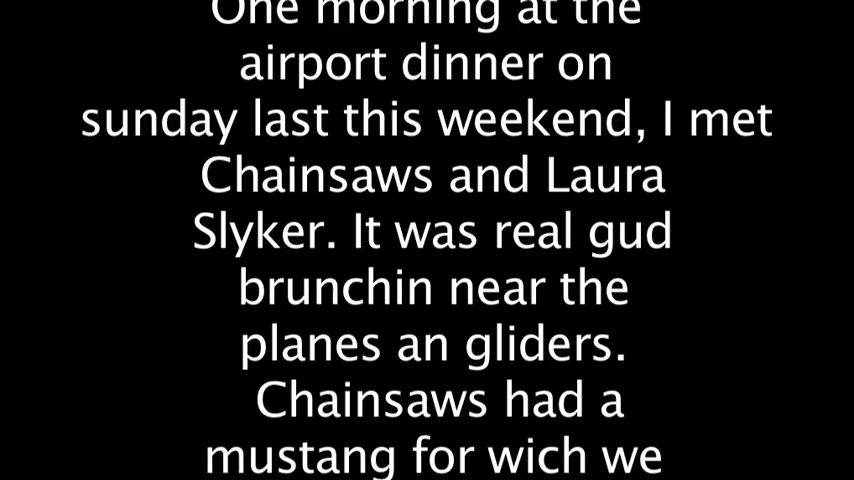 One morning at the
airport dinner on
sunday last this weekend, I met
Chainsaws and Laura
Slyker. It was real gud
brunchin near the
planes an gliders.
Chainsaws had a
mustang for wich we